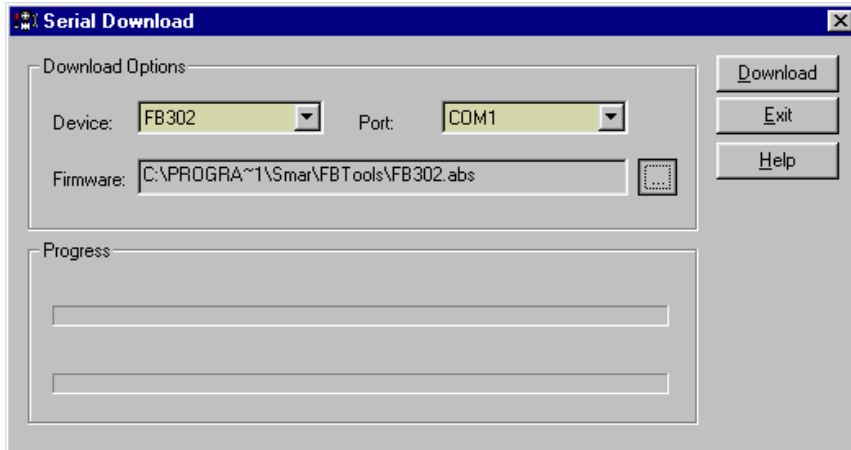 Serial Download
Download Options
Device: FB302 Port: COM1
Firmware: C:\PROGRA~1\Smar\FBTools\FB302.abs ...
Download
Exit
Help
Progress